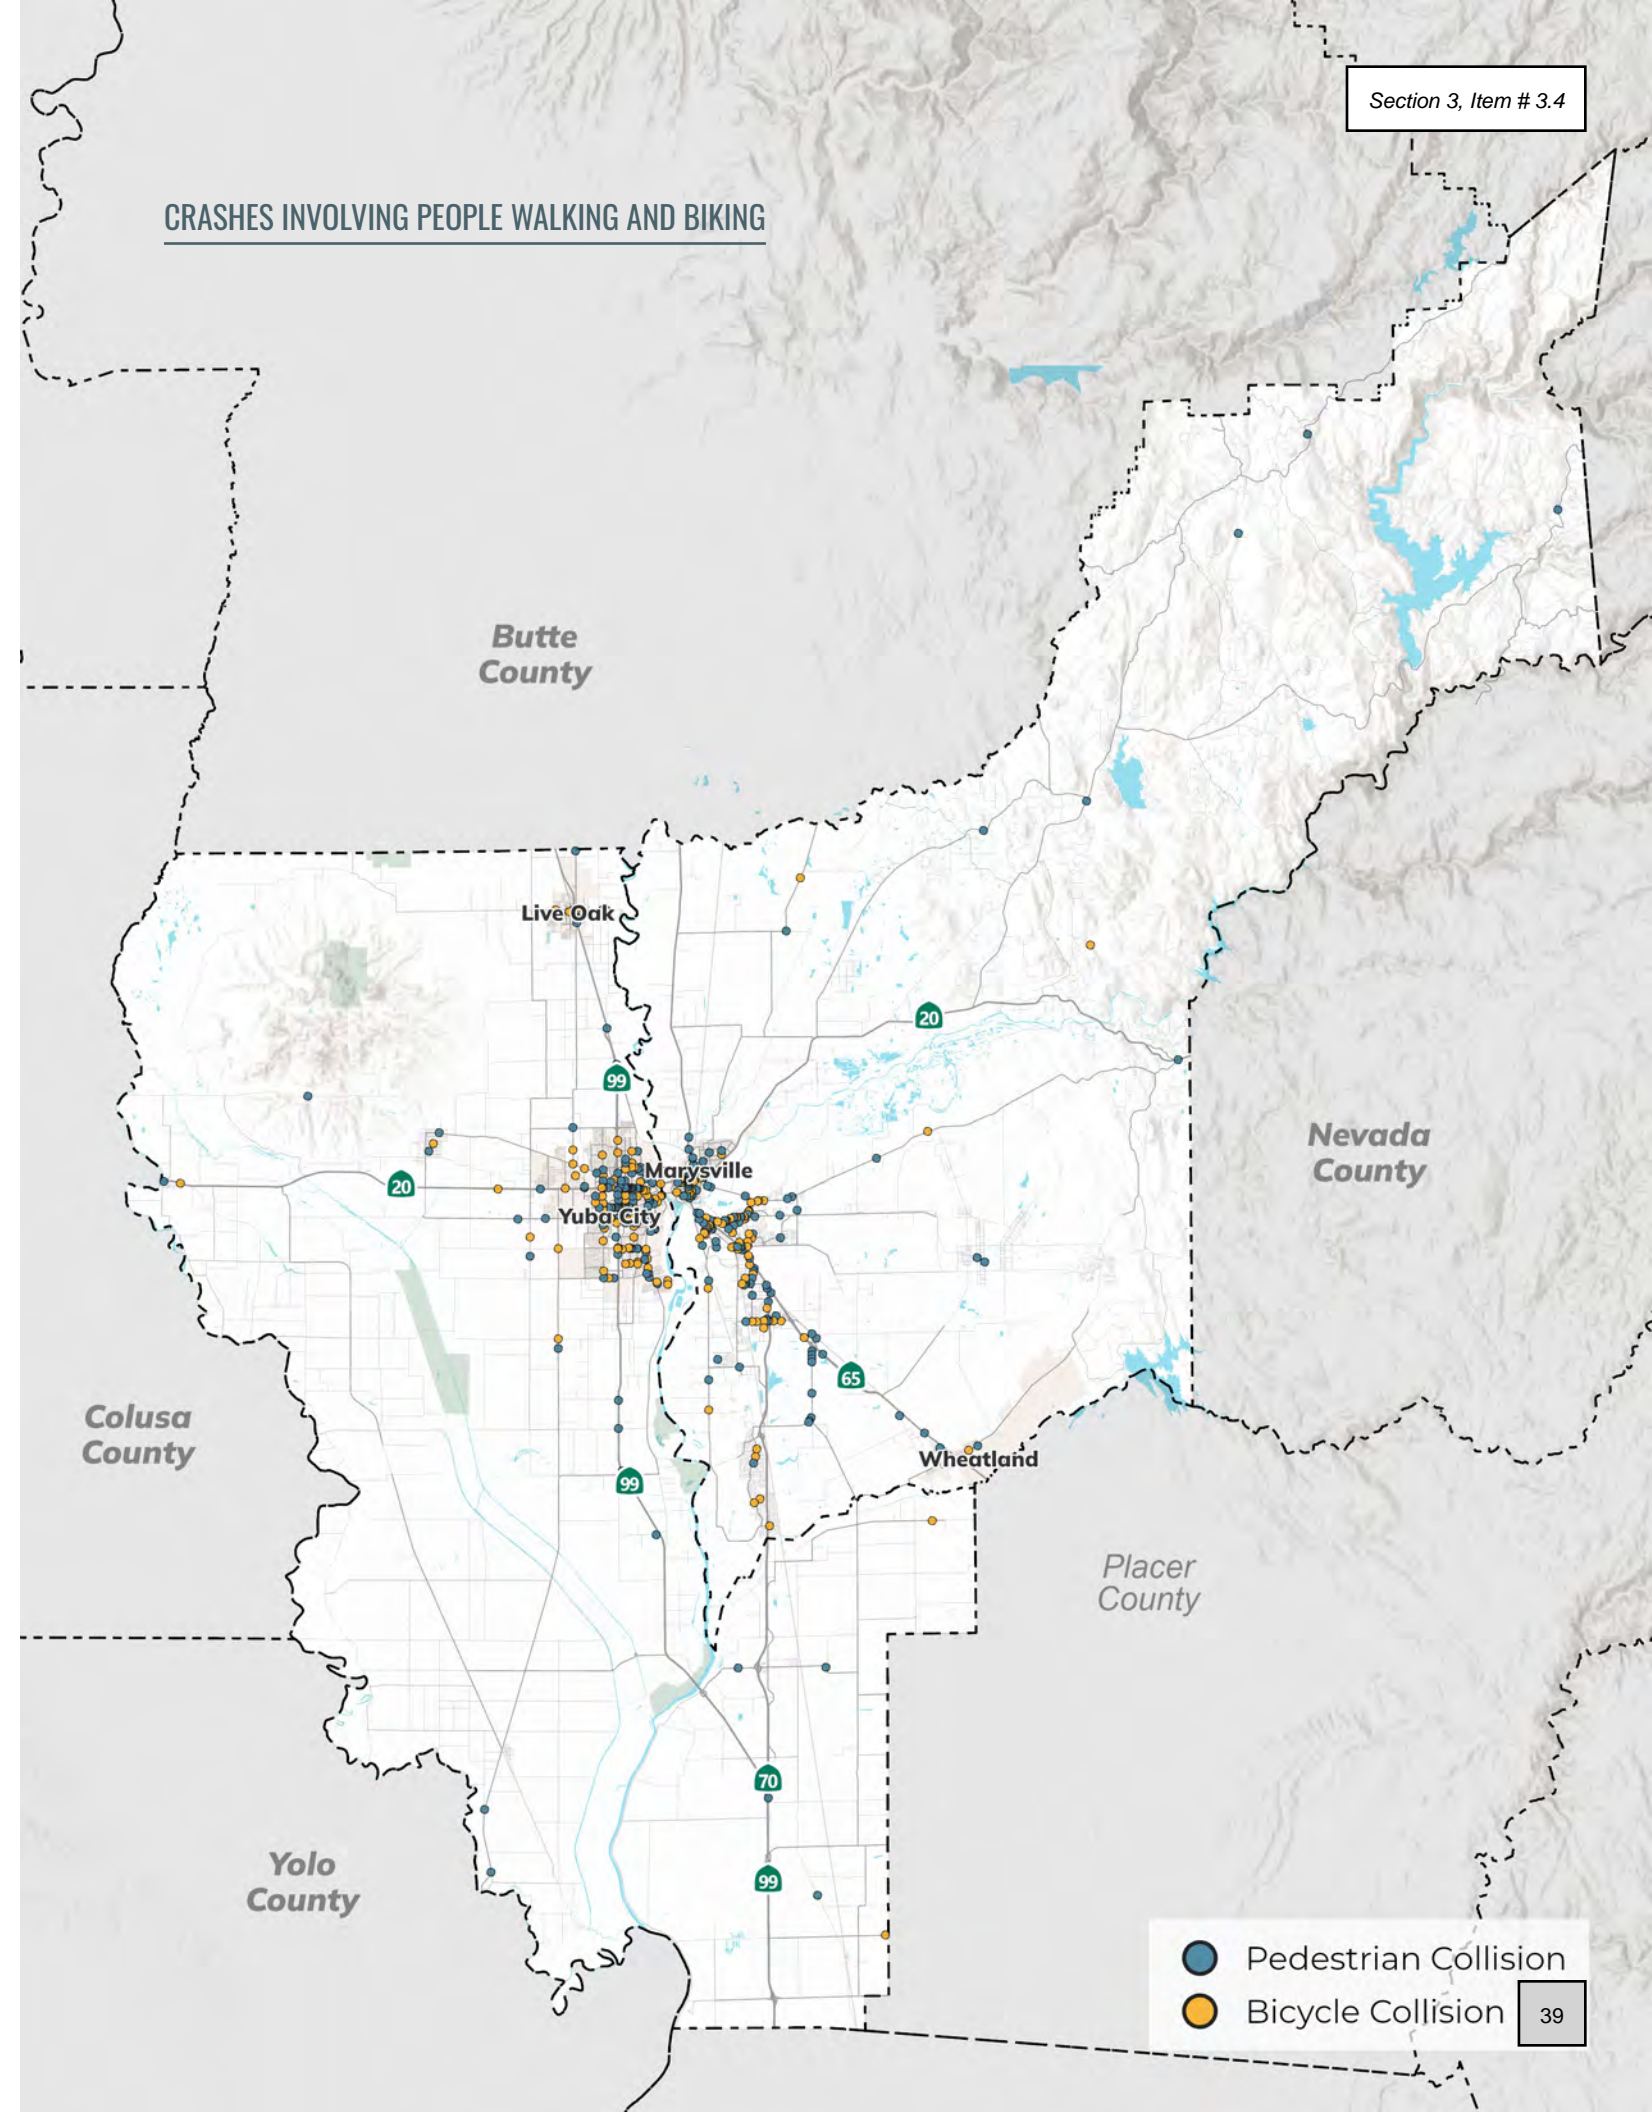 Section 3, Item # 3.4
CRASHES INVOLVING PEOPLE WALKING AND BIKING
Butte
County
Live Oak
20
99
Nevada
County
Marysville
20
Yuba City
65
Colusa
County
Wheatland
99
Placer
County
70
Yolo
County
99
Pedestrian Collision
Bicycle Collision
39